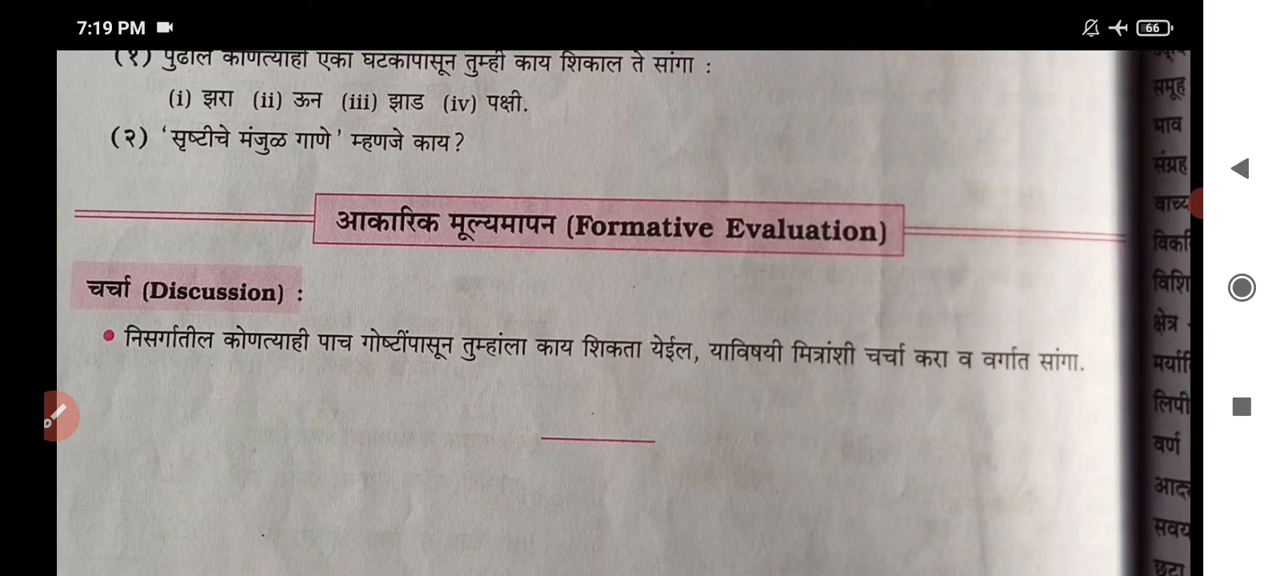 7:19 PM
66
(१) पुढील कोणत्याही एका घटकापासून तुम्ही काय शिकाल ते सांगा :
(i) झरा (ii) ऊन (iii) झाड (iv) पक्षी.
(२) ‘सृष्टीचे मंजुळ गाणे’ म्हणजे काय?
आकारिक मूल्यमापन (Formative Evaluation)
चर्चा (Discussion) :
• निसर्गातील कोणत्याही पाच गोष्टींपासून तुम्हांला काय शिकता येईल, याविषयी मित्रांशी चर्चा करा व वर्गात सांगा.
समूह
भाव
संग्रह
वाच्य
क्षेत्र
लिपी
वर्ण
छटा